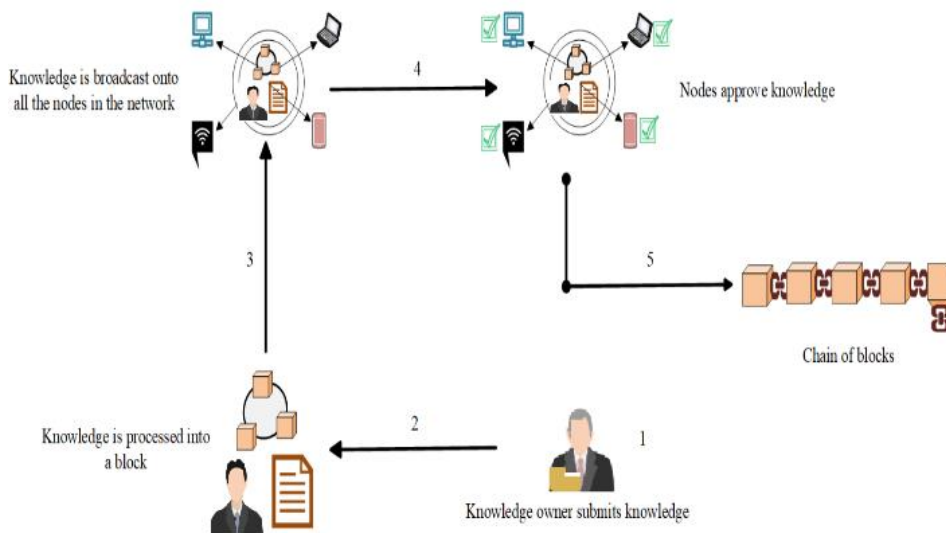 Knowledge is broadcast onto
all the nodes in the network
4
Nodes approve knowledge
3
5
Chain of blocks
Knowledge is processed into
a block
2
1
Knowledge owner submits knowledge